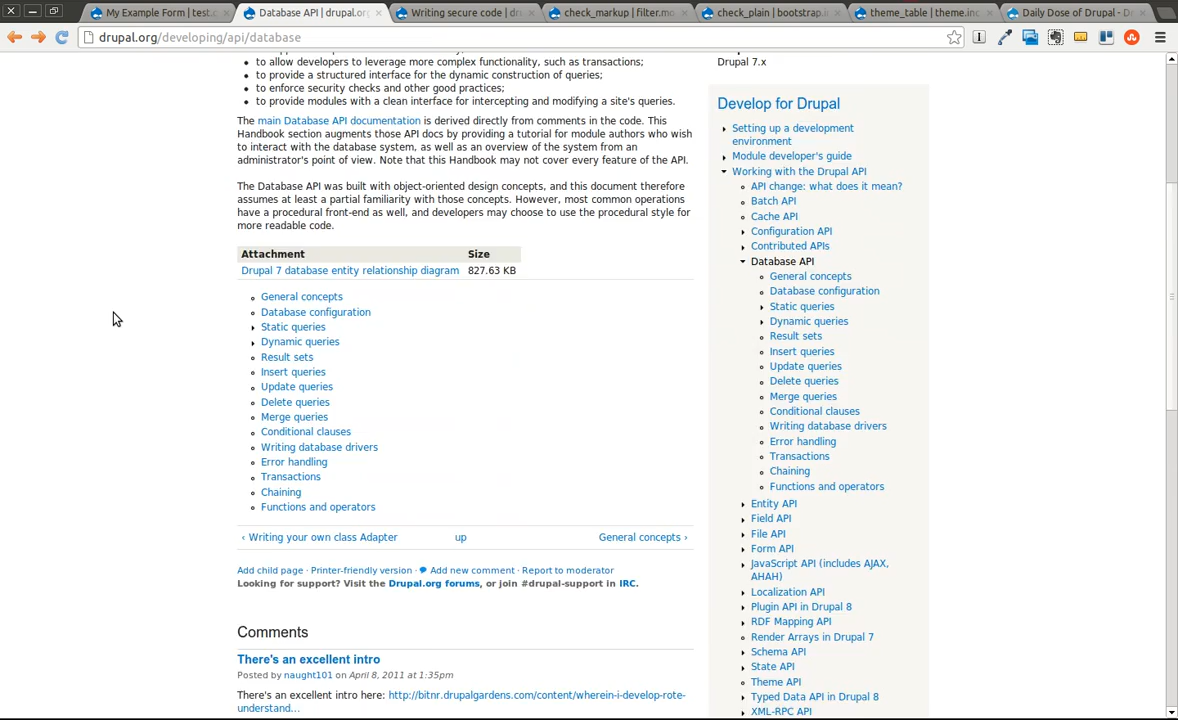 My Example Form | test.c
Database API | drupal.org
Writing secure code | dru
check_markup | filter.mo
check_plain | bootstrap.in
theme_table | theme.inc
Daily Dose of Drupal - Dr
drupal.org/developing/api/database
to allow developers to leverage more complex functionality, such as transactions;
to provide a structured interface for the dynamic construction of queries;
to enforce security checks and other good practices;
to provide modules with a clean interface for intercepting and modifying a site's queries.
The main Database API documentation is derived directly from comments in the code. This
Handbook section augments those API docs by providing a tutorial for module authors who wish
to interact with the database system, as well as an overview of the system from an
administrator's point of view. Note that this Handbook may not cover every feature of the API.
The Database API was built with object-oriented design concepts, and this document therefore
assumes at least a partial familiarity with those concepts. However, most common operations
have a procedural front-end as well, and developers may choose to use the procedural style for
more readable code.
Attachment Size
Drupal 7 database entity relationship diagram 827.63 KB
General concepts
Database configuration
Static queries
Dynamic queries
Result sets
Insert queries
Update queries
Delete queries
Merge queries
Conditional clauses
Writing database drivers
Error handling
Transactions
Chaining
Functions and operators
‹ Writing your own class Adapter up General concepts ›
Add child page · Printer-friendly version · Add new comment · Report to moderator
Looking for support? Visit the Drupal.org forums, or join #drupal-support in IRC.
Comments
There's an excellent intro
Posted by naught101 on April 8, 2011 at 1:35pm
There's an excellent intro here: http://bitnr.drupalgardens.com/content/wherein-i-develop-rote-
understand...
Drupal 7.x
Develop for Drupal
Setting up a development
environment
Module developer's guide
Working with the Drupal API
API change: what does it mean?
Batch API
Cache API
Configuration API
Contributed APIs
Database API
General concepts
Database configuration
Static queries
Dynamic queries
Result sets
Insert queries
Update queries
Delete queries
Merge queries
Conditional clauses
Writing database drivers
Error handling
Transactions
Chaining
Functions and operators
Entity API
Field API
File API
Form API
JavaScript API (includes AJAX,
AHAH)
Localization API
Plugin API in Drupal 8
RDF Mapping API
Render Arrays in Drupal 7
Schema API
State API
Theme API
Typed Data API in Drupal 8
XML-RPC API